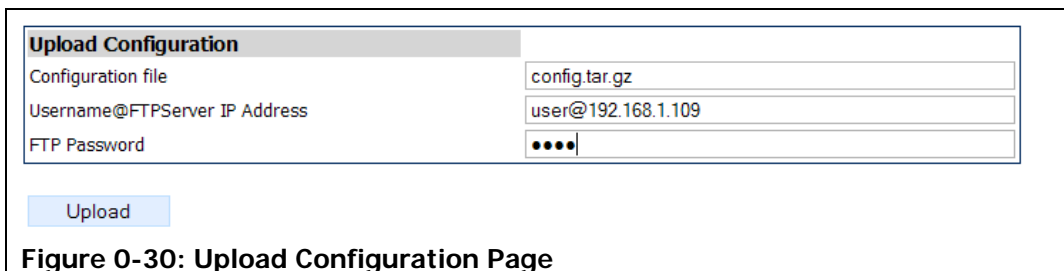 Upload Configuration
Configuration file config.tar.gz
Username@FTPServer IP Address user@192.168.1.109
FTP Password ••••
Upload
Figure 0-30: Upload Configuration Page